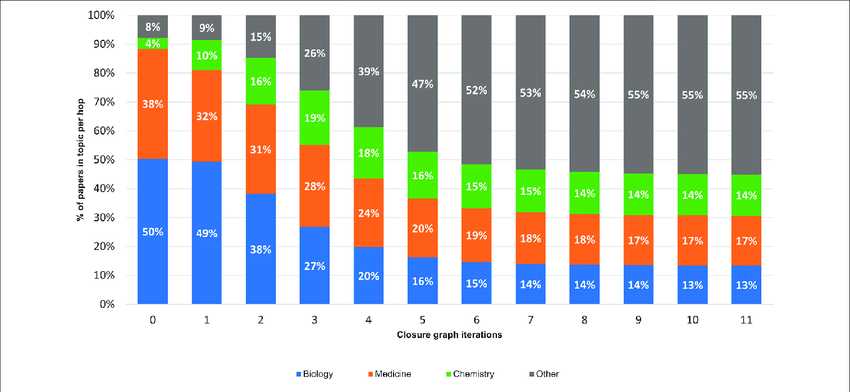 100%
90%
80%
70%
60%
50%
40%
30%
20%
10%
0%
% of papers in topic per hop
8% 9% 15% 26% 39% 47% 52% 53% 54% 55% 55% 55%
4% 10% 16% 19% 18% 16% 15% 15% 14% 14% 14% 14%
38% 32% 31% 28% 24% 20% 19% 18% 18% 17% 17% 17%
50% 49% 38% 27% 20% 16% 15% 14% 14% 14% 13% 13%
0 1 2 3 4 5 6 7 8 9 10 11
Closure graph iterations
Biology Medicine Chemistry Other